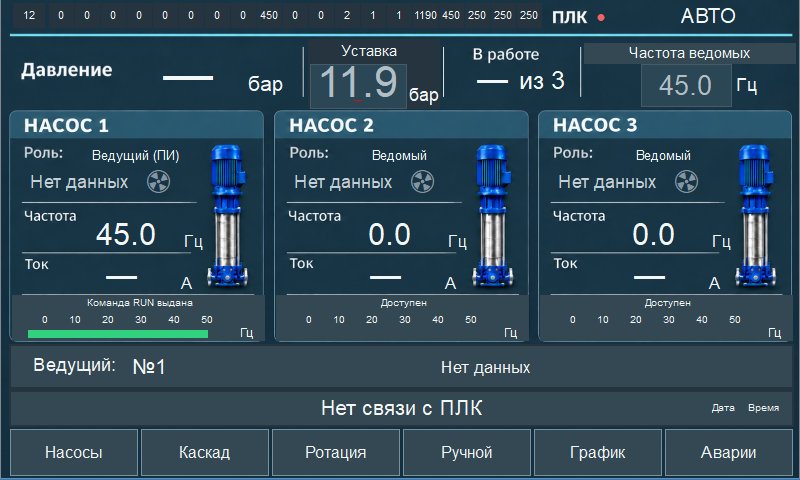 12 0 0 0 0 0 0 0 450 0 0 2 1 1 1190 450 250 250 250 ПЛК АВТО
Давление — бар
Уставка
11.9 бар
В работе
— из 3
Частота ведомых
45.0 Гц
НАСОС 1
Роль: Ведущий (ПИ)
Нет данных
Частота
45.0 Гц
Ток
— А
Команда RUN выдана
0 10 20 30 40 50
Гц
НАСОС 2
Роль: Ведомый
Нет данных
Частота
0.0 Гц
Ток
— А
Доступен
0 10 20 30 40 50
Гц
НАСОС 3
Роль: Ведомый
Нет данных
Частота
0.0 Гц
Ток
— А
Доступен
0 10 20 30 40 50
Гц
Ведущий: №1 Нет данных
Нет связи с ПЛК Дата Время
Насосы Каскад Ротация Ручной График Аварии